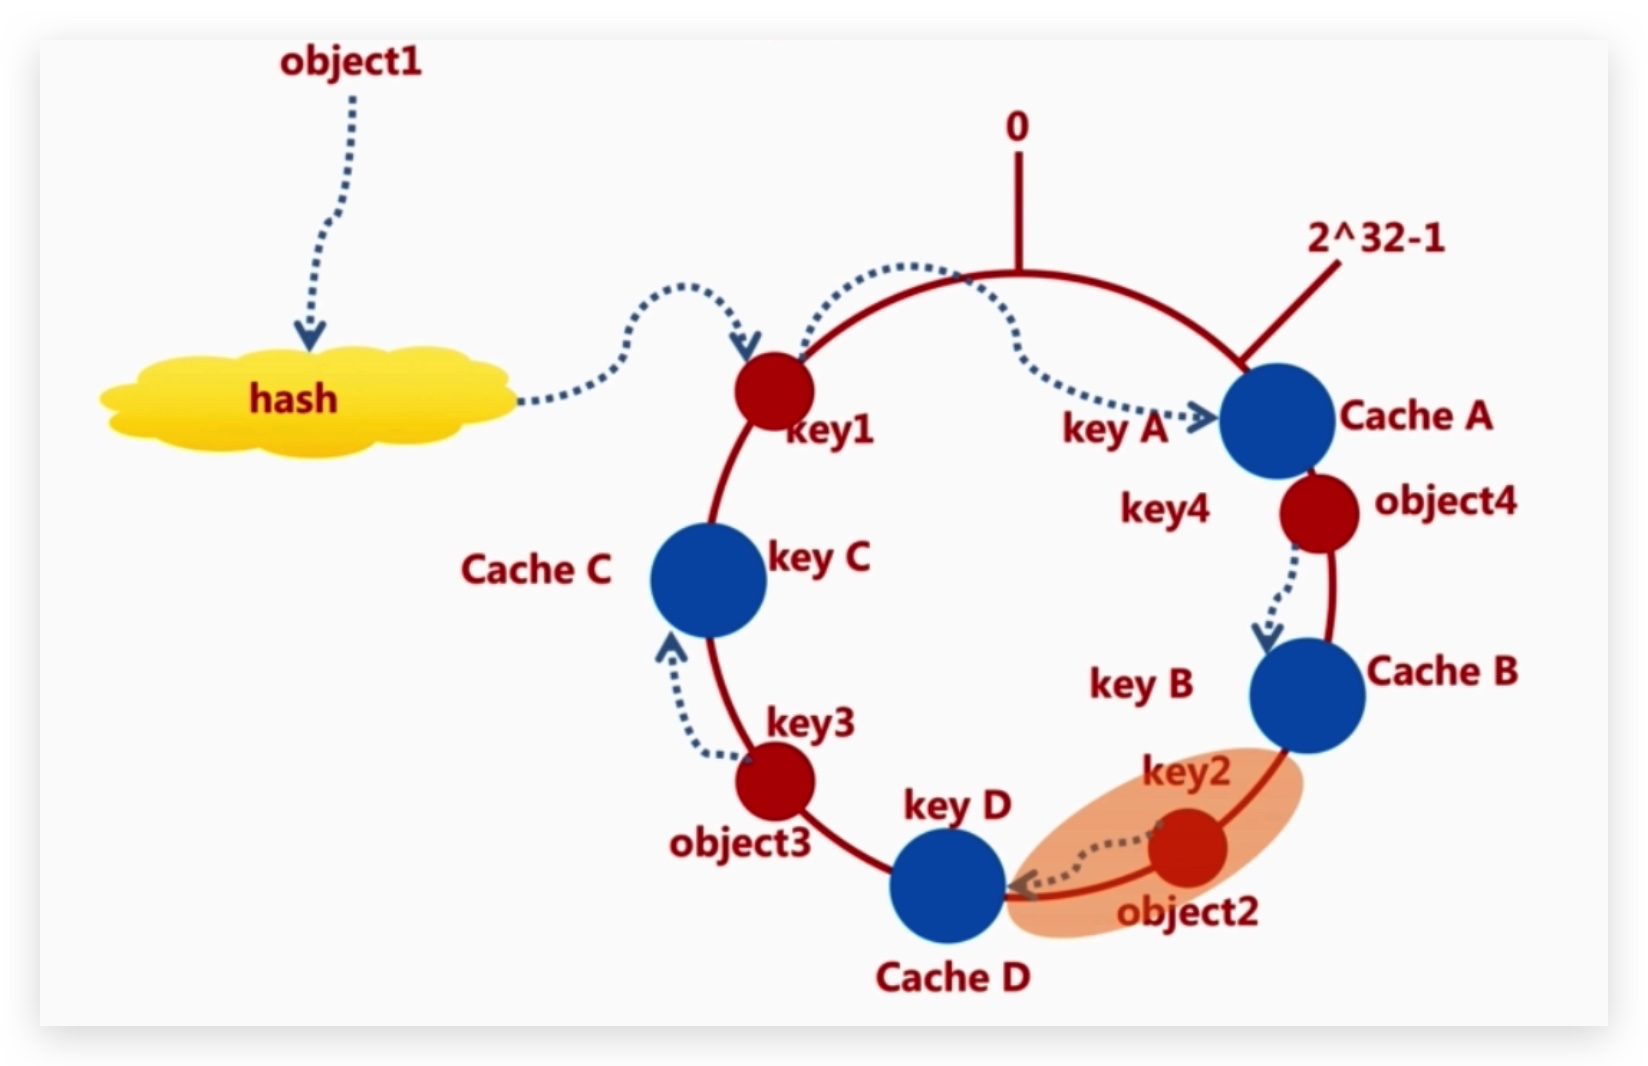 object1
0
2^32-1
hash
key1
key A
Cache A
key4
object4
Cache C
key C
key B
Cache B
key3
key2
key D
object3
object2
Cache D